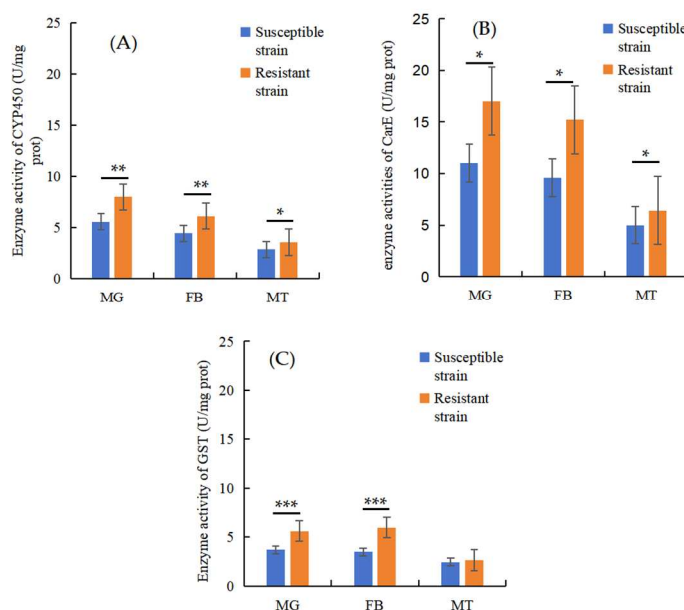 (A)
Susceptible
strain
Resistant
strain
Enzyme activity of CYP450 (U/mg
prot)
25
20
15
10
5
0
**
**
*
MG FB MT
(B)
Susceptible
strain
Resistant
strain
enzyme activities of CarE (U/mg prot)
25
20
15
10
5
0
*
*
*
MG FB MT
(C)
Susceptible
strain
Resistant
strain
Enzyme activity of GST (U/mg prot)
25
20
15
10
5
0
***
***
MG FB MT